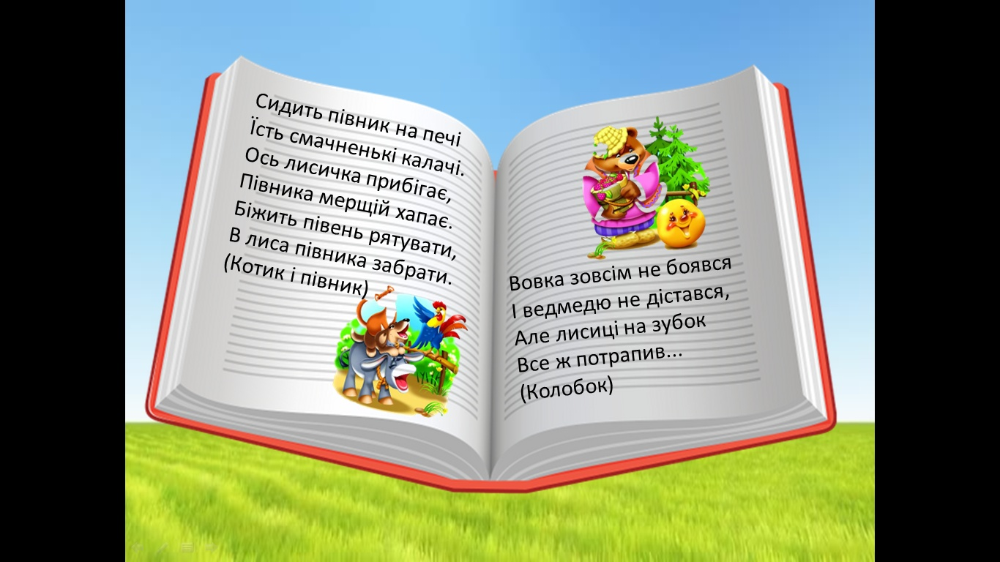 Сидить півник на печі
Їсть смачненькі калачі.
Ось лисичка прибігає,
Півника мерщій хапає.
Біжить півень рятувати,
В лиса півника забрати.
(Котик і півник)
Вовка зовсім не боявся
І ведмедю не дістався,
Але лисиці на зубок
Все ж потрапив...
(Колобок)